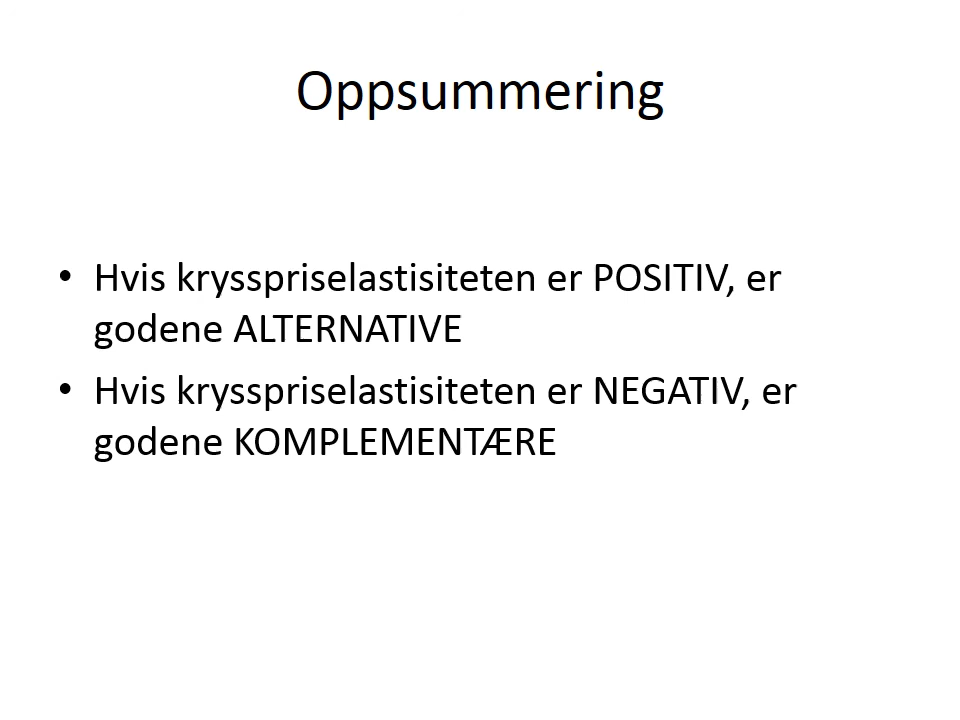 Oppsummering
• Hvis krysspriselastisiteten er POSITIV, er
godene ALTERNATIVE
• Hvis krysspriselastisiteten er NEGATIV, er
godene KOMPLEMENTÆRE